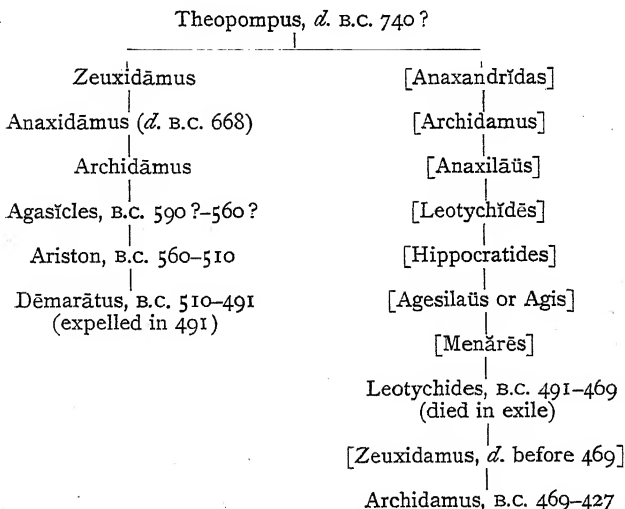 Theopompus, d. B.C. 740?
Zeuxidāmus
Anaxidāmus (d. B.C. 668)
Archidāmus
Agasĭcles, B.C. 590?–560?
Ariston, B.C. 560–510
Dēmarātus, B.C. 510–491
(expelled in 491)
[Anaxandrĭdas]
[Archidamus]
[Anaxilāüs]
[Leotychĭdēs]
[Hippocratides]
[Agesilaüs or Agis]
[Menărēs]
Leotychides, B.C. 491–469
(died in exile)
[Zeuxidamus, d. before 469]
Archidamus, B.C. 469–427